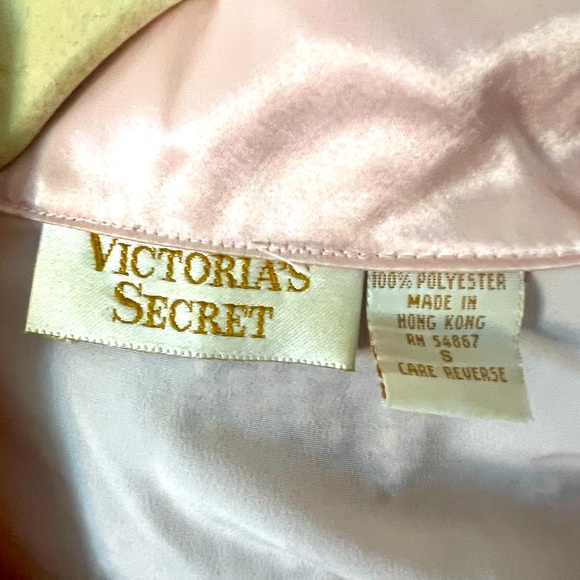 VICTORIA'S
SECRET
100% POLYESTER
MADE IN
HONG KONG
RN 54867
S
CARE REVERSE